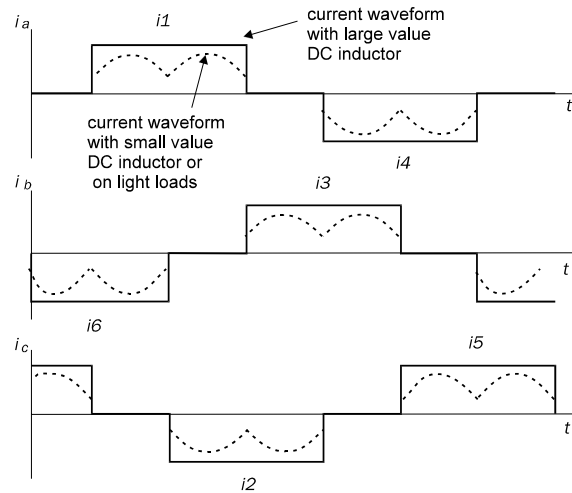 i a
i1
current waveform
with large value
DC inductor
t
current waveform
with small value
DC inductor or
on light loads
i4
i b
i3
t
i6
i c
i5
t
i2